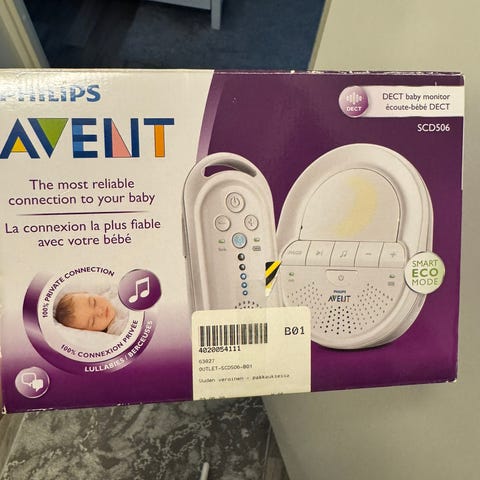 PHILIPS
AVENT
The most reliable
connection to your baby
La connexion la plus fiable
avec votre bébé
100% PRIVATE CONNECTION
100% CONNEXION PRIVÉE
LULLABIES / BERCEUSES
DECT
DECT baby monitor
écoute-bébé DECT
SCD506
PAGE
PHILIPS
AVENT
SMART
ECO
MODE
B01
4020054111
63027
OUTLET-SCD506-B01
Uuden veroinen - pakkauksessa